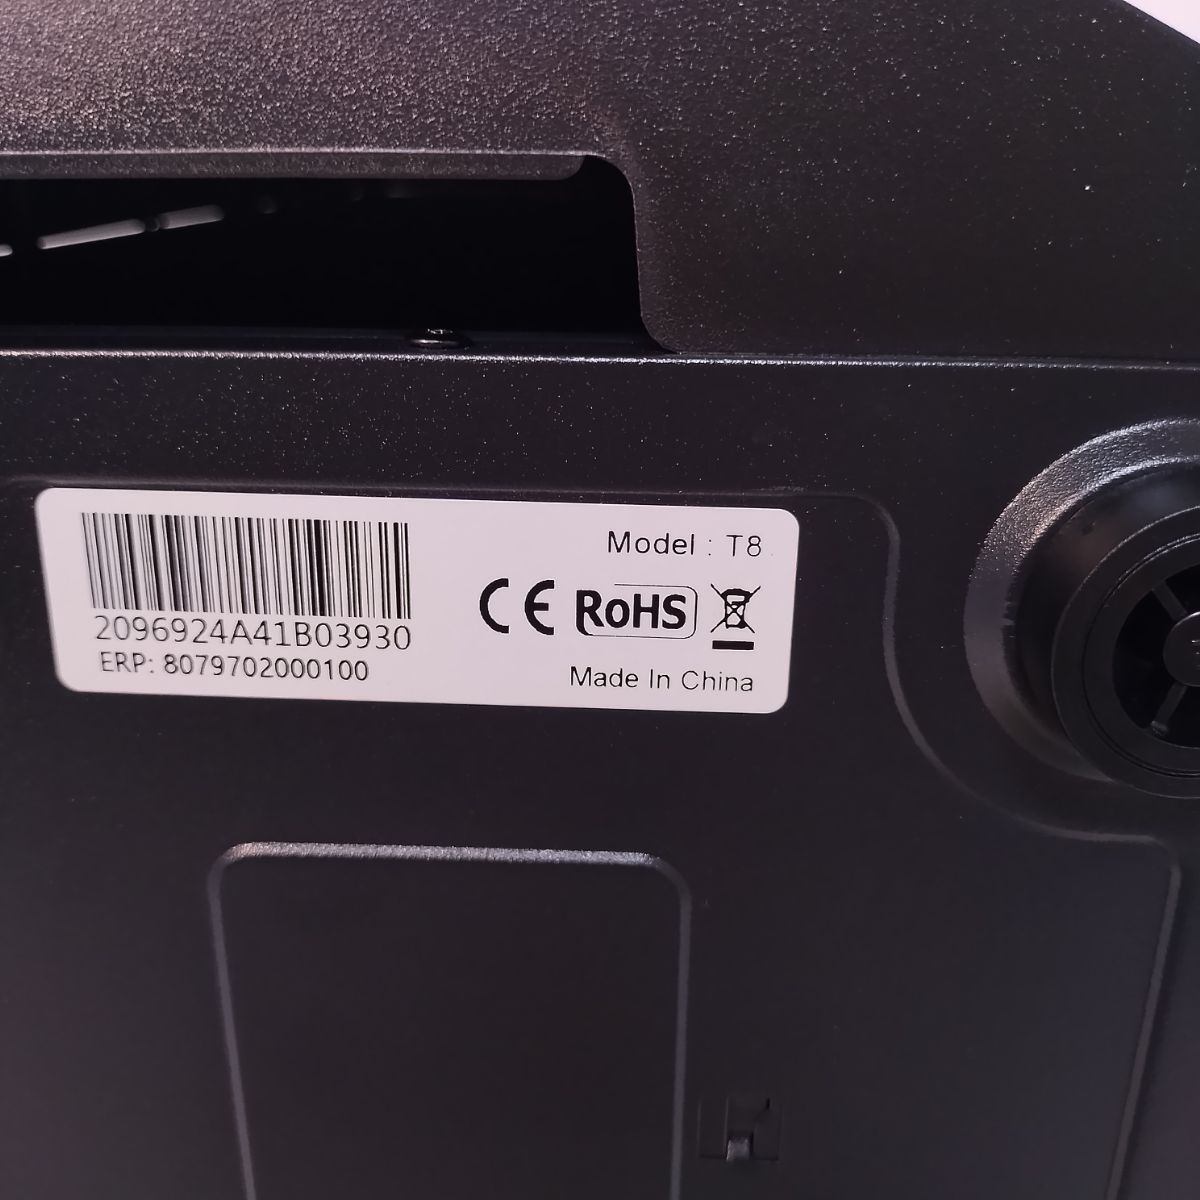 2096924A41B03930
ERP: 8079702000100
Model : T8
CE RoHS
Made In China